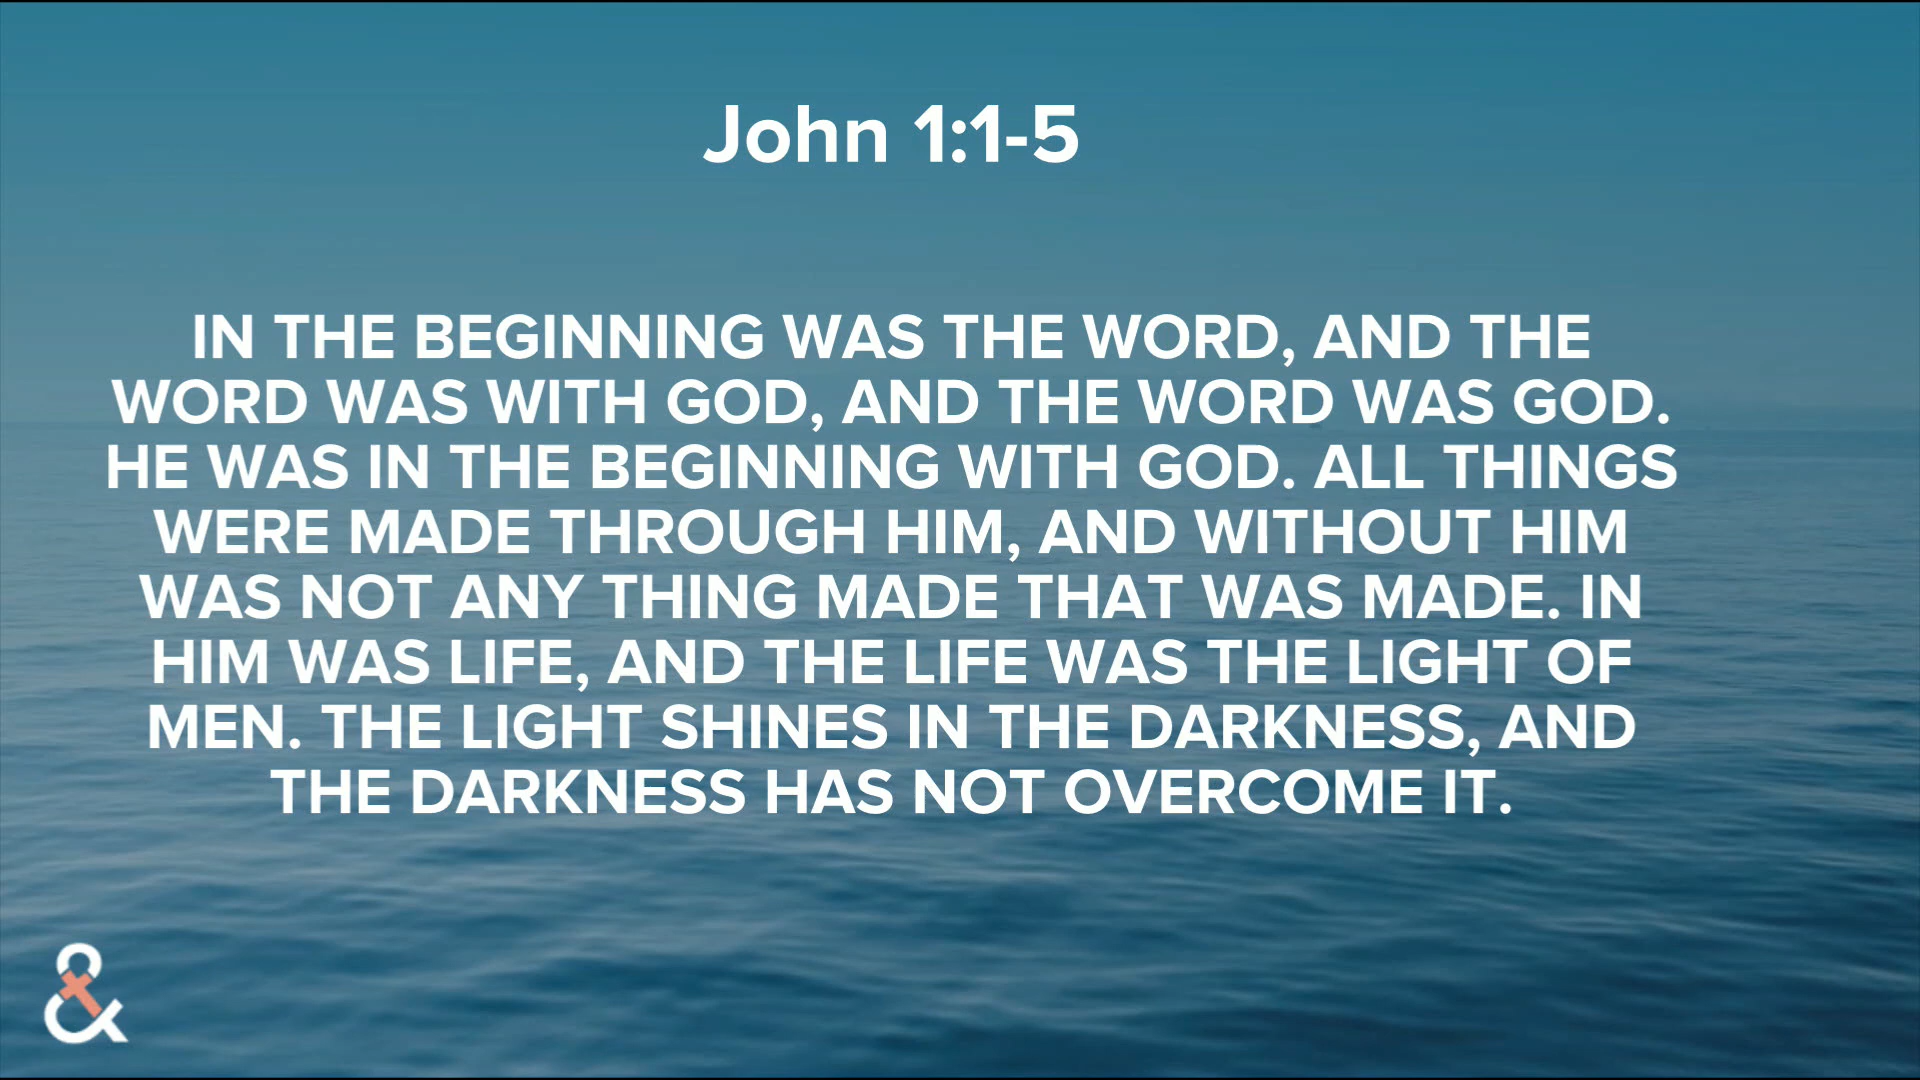 John 1:1-5
IN THE BEGINNING WAS THE WORD, AND THE
WORD WAS WITH GOD, AND THE WORD WAS GOD.
HE WAS IN THE BEGINNING WITH GOD. ALL THINGS
WERE MADE THROUGH HIM, AND WITHOUT HIM
WAS NOT ANY THING MADE THAT WAS MADE. IN
HIM WAS LIFE, AND THE LIFE WAS THE LIGHT OF
MEN. THE LIGHT SHINES IN THE DARKNESS, AND
THE DARKNESS HAS NOT OVERCOME IT.
&